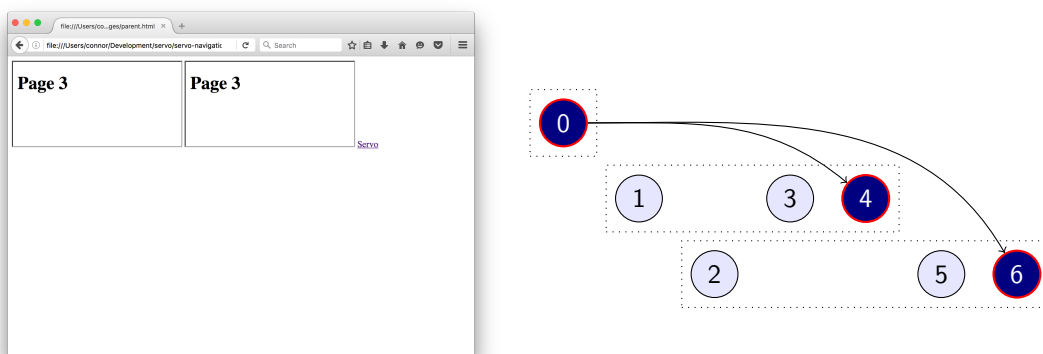 file:///Users/co...ges/parent.html
file:///Users/connor/Development/servo/servo-navigatic
Search
Page 3 Page 3
Servo
0
1 3 4
2 5 6